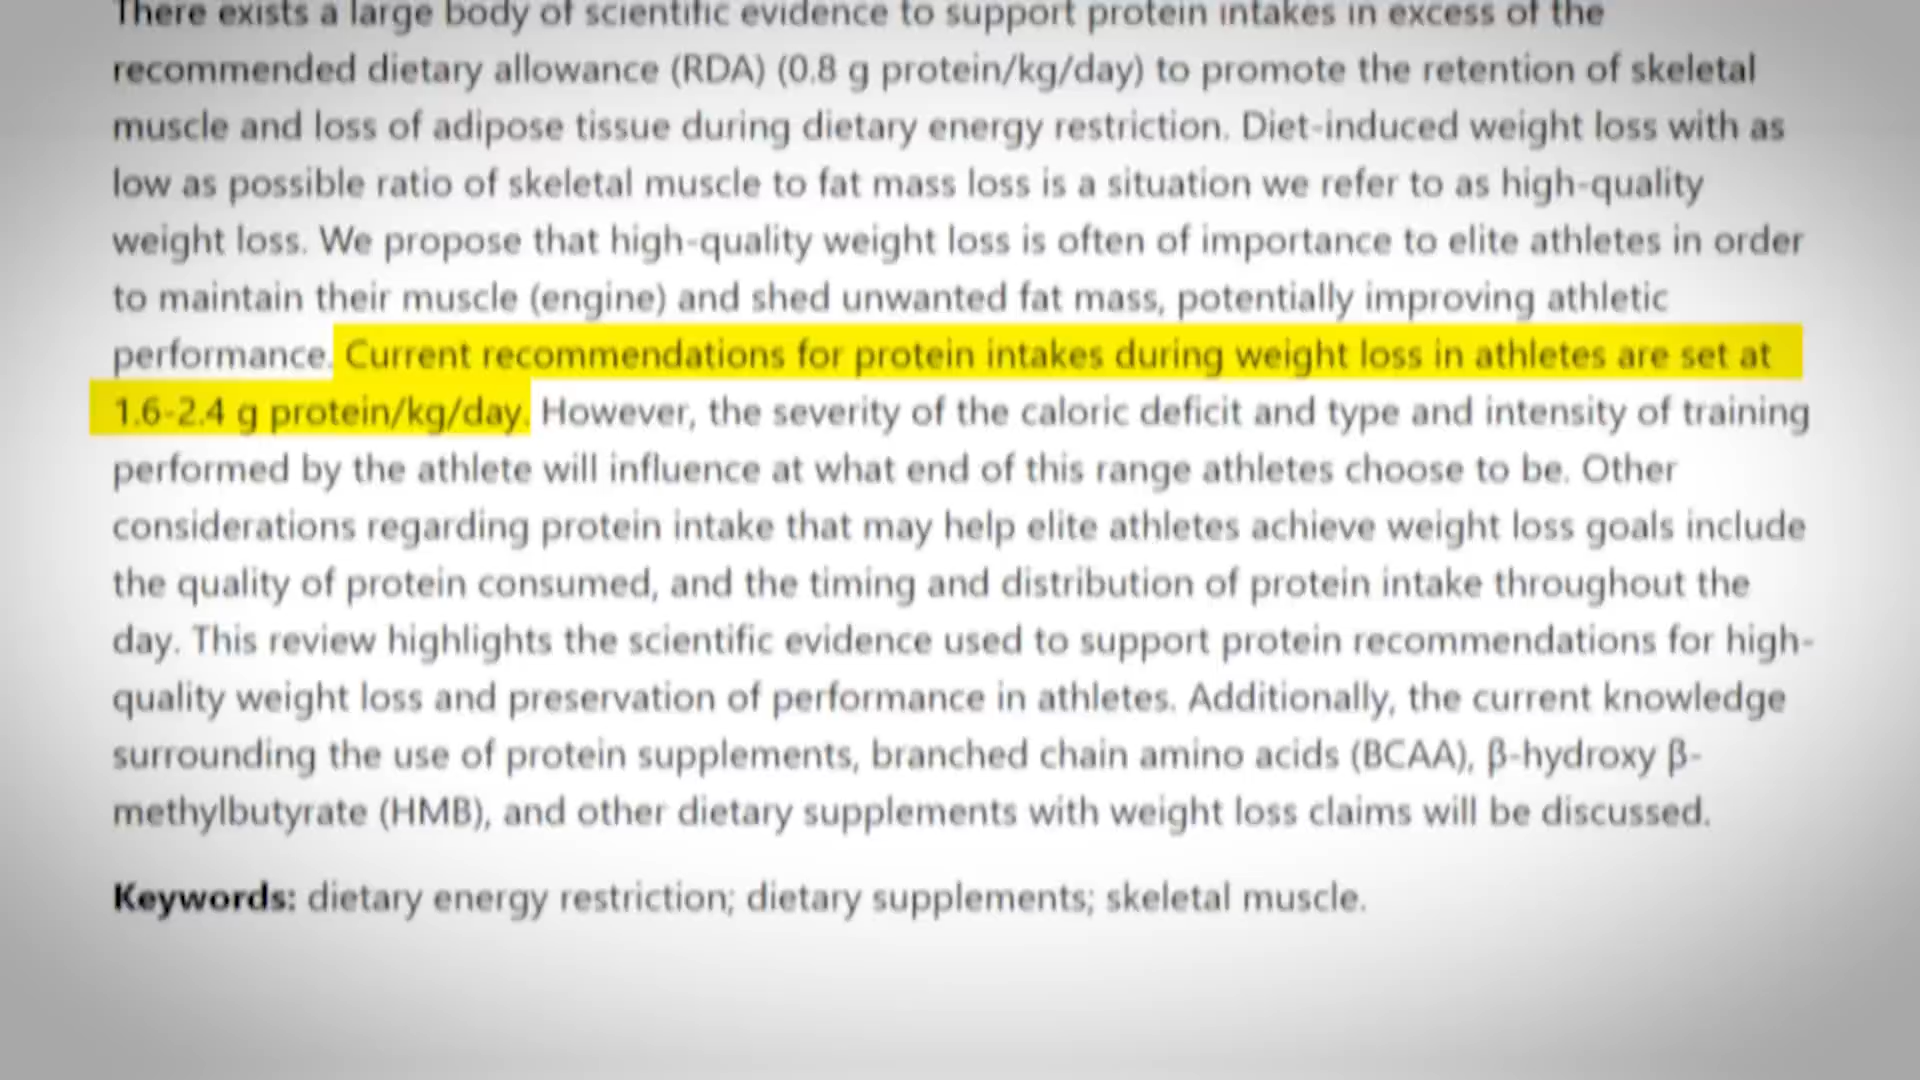 There exists a large body of scientific evidence to support protein intakes in excess of the
recommended dietary allowance (RDA) (0.8 g protein/kg/day) to promote the retention of skeletal
muscle and loss of adipose tissue during dietary energy restriction. Diet-induced weight loss with as
low as possible ratio of skeletal muscle to fat mass loss is a situation we refer to as high-quality
weight loss. We propose that high-quality weight loss is often of importance to elite athletes in order
to maintain their muscle (engine) and shed unwanted fat mass, potentially improving athletic
performance. Current recommendations for protein intakes during weight loss in athletes are set at
1.6-2.4 g protein/kg/day. However, the severity of the caloric deficit and type and intensity of training
performed by the athlete will influence at what end of this range athletes choose to be. Other
considerations regarding protein intake that may help elite athletes achieve weight loss goals include
the quality of protein consumed, and the timing and distribution of protein intake throughout the
day. This review highlights the scientific evidence used to support protein recommendations for high-
quality weight loss and preservation of performance in athletes. Additionally, the current knowledge
surrounding the use of protein supplements, branched chain amino acids (BCAA), β-hydroxy β-
methylbutyrate (HMB), and other dietary supplements with weight loss claims will be discussed.
Keywords: dietary energy restriction; dietary supplements; skeletal muscle.